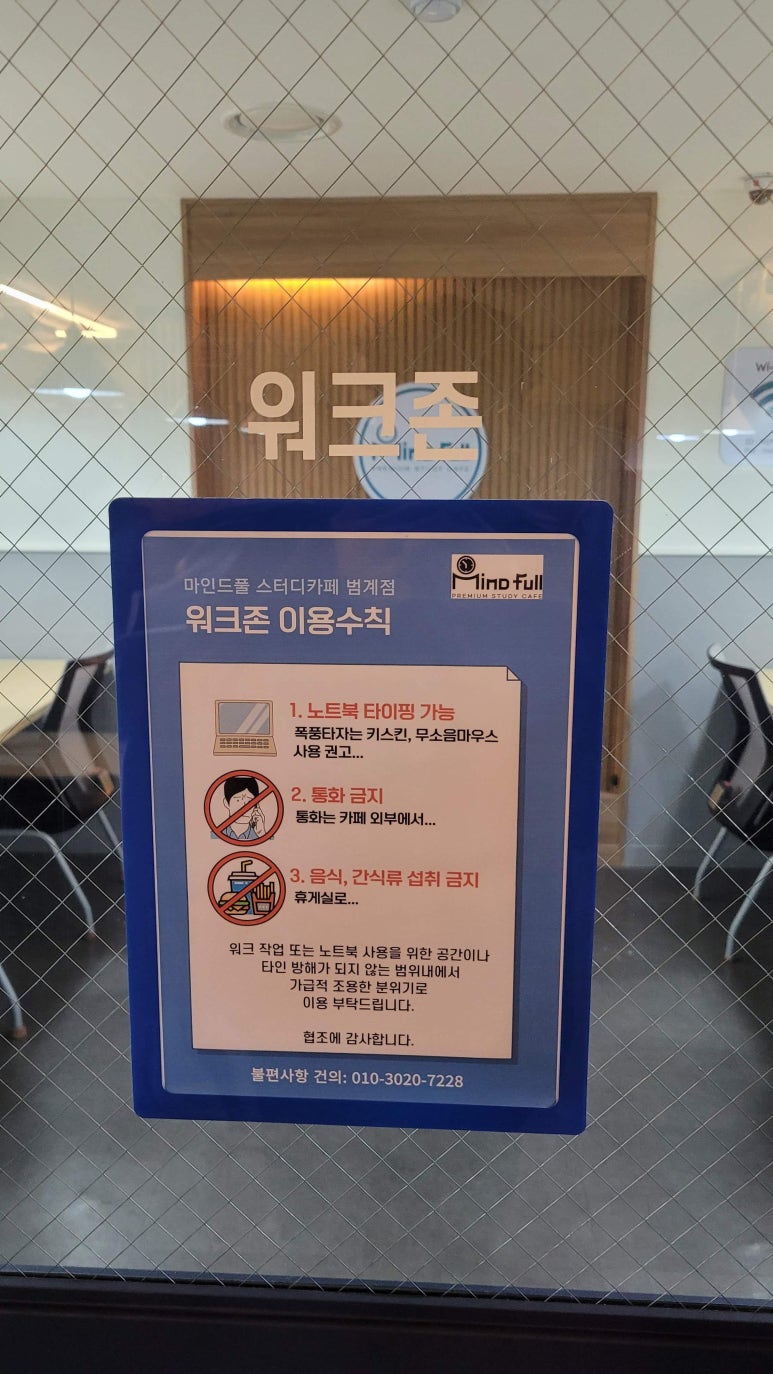 워크존
Mind Full
Wi-
마인드풀 스터디카페 범계점
워크존 이용수칙
Mind Full
PREMIUM STUDY CAFE
1. 노트북 타이핑 가능
폭풍타자는 키스킨, 무소음마우스
사용 권고...
2. 통화 금지
통화는 카페 외부에서...
3. 음식, 간식류 섭취 금지
휴게실로...
워크 작업 또는 노트북 사용을 위한 공간이나
타인 방해가 되지 않는 범위내에서
가급적 조용한 분위기로
이용 부탁드립니다.
협조에 감사합니다.
불편사항 건의: 010-3020-7228